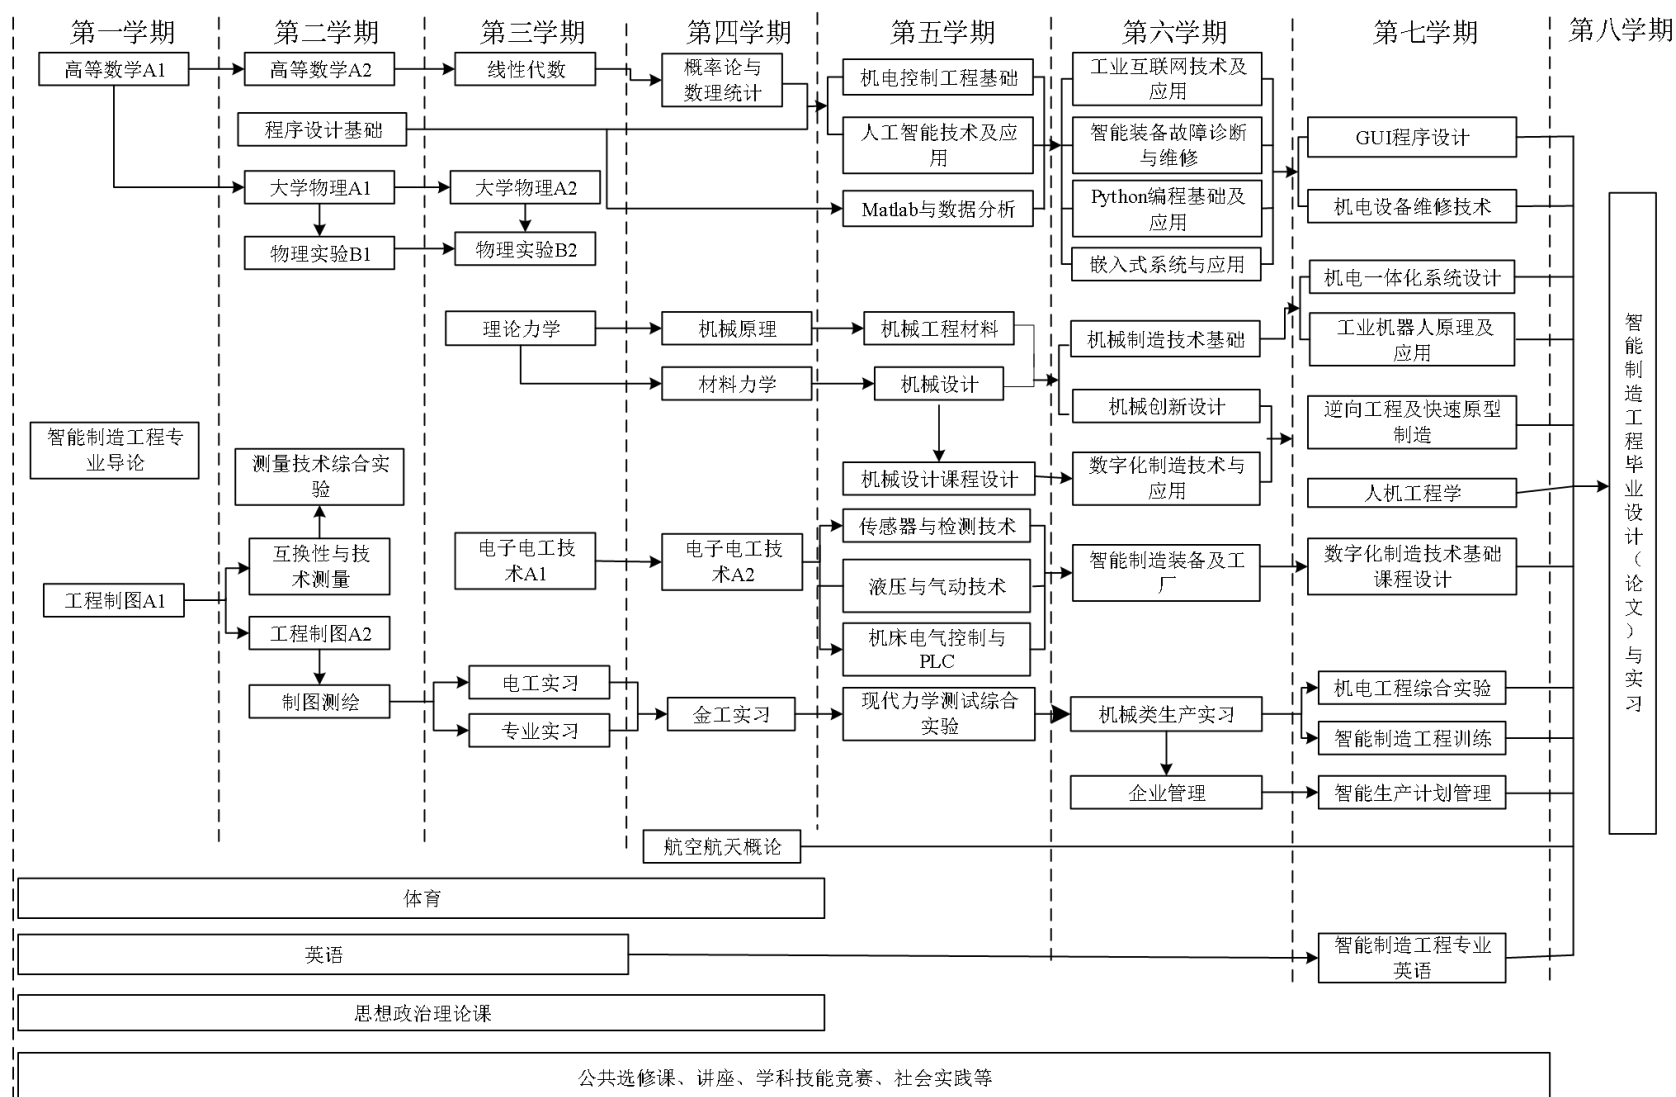 第一学期
第二学期
第三学期
第四学期
第五学期
第六学期
第七学期
第八学期
高等数学A1
高等数学A2
线性代数
概率论与
数理统计
机电控制工程基础
工业互联网技术及
应用
程序设计基础
人工智能技术及应
用
智能装备故障诊断
与维修
GUI程序设计
大学物理A1
大学物理A2
Matlab与数据分析
Python编程基础及
应用
机电设备维修技术
物理实验B1
物理实验B2
嵌入式系统与应用
机电一体化系统设计
理论力学
机械原理
机械工程材料
机械制造技术基础
工业机器人原理及
应用
材料力学
机械设计
机械创新设计
逆向工程及快速原型
制造
智能制造工程专
业导论
测量技术综合实
验
机械设计课程设计
数字化制造技术与
应用
人机工程学
互换性与技
术测量
电子电工技
术A1
电子电工技
术A2
传感器与检测技术
智能制造装备及工
厂
数字化制造技术基础
课程设计
工程制图A1
液压与气动技术
工程制图A2
机床电气控制与
PLC
制图测绘
电工实习
专业实习
金工实习
现代力学测试综合
实验
机械类生产实习
机电工程综合实验
智能制造工程训练
企业管理
智能生产计划管理
航空航天概论
体育
英语
智能制造工程专业
英语
思想政治理论课
公共选修课、讲座、学科技能竞赛、社会实践等
智能制造工程毕业设计（论文）与实习